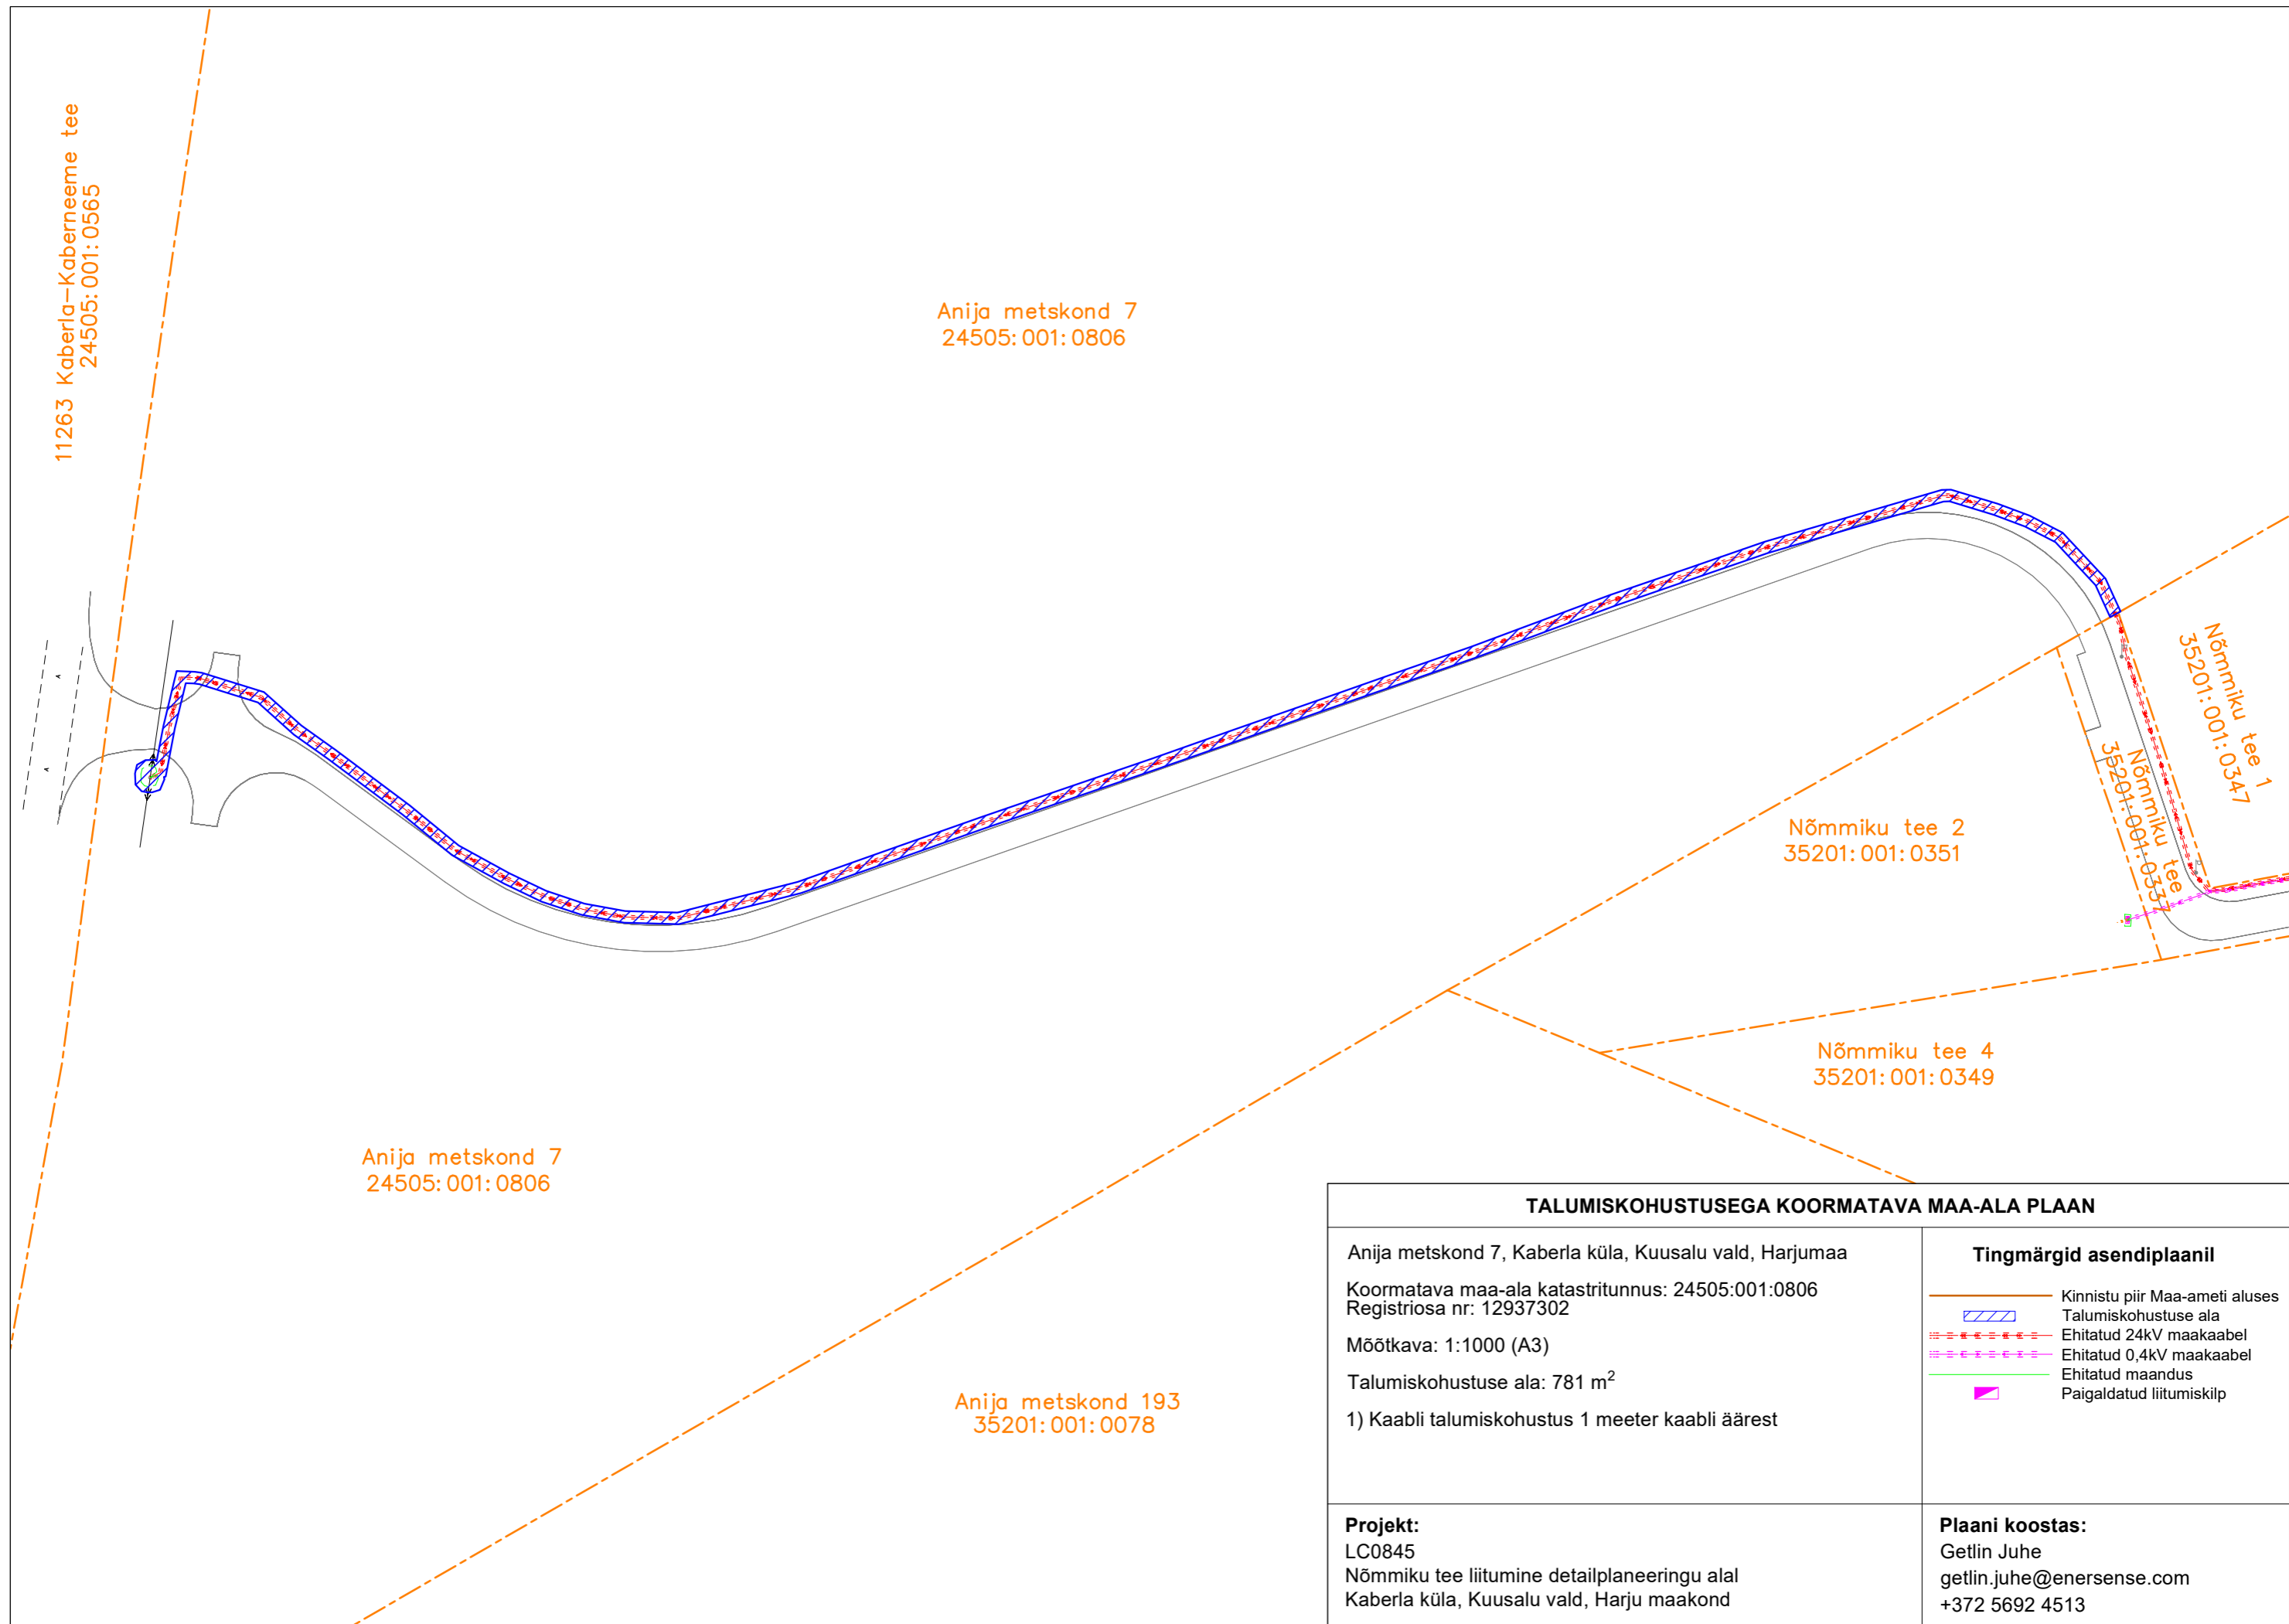 11263 Kaberla-Kaberneeme tee
24505:001:0565
Anija metskond 7
24505:001:0806
Nõmmiku tee 1
35201:001:0347
Nõmmiku tee
35201:001:0337
Nõmmiku tee 2
35201:001:0351
Nõmmiku tee 4
35201:001:0349
Anija metskond 7
24505:001:0806
Anija metskond 193
35201:001:0078
TALUMISKOHUSTUSEGA KOORMATAVA MAA-ALA PLAAN
Anija metskond 7, Kaberla küla, Kuusalu vald, Harjumaa
Koormatava maa-ala katastritunnus: 24505:001:0806
Registriosa nr: 12937302
Mõõtkava: 1:1000 (A3)
Talumiskohustuse ala: 781 m²
1) Kaabli talumiskohustus 1 meeter kaabli äärest
Tingmärgid asendiplaanil
Kinnistu piir Maa-ameti aluses
Talumiskohustuse ala
Ehitatud 24kV maakaabel
Ehitatud 0,4kV maakaabel
Ehitatud maandus
Paigaldatud liitumiskilp
Projekt:
LC0845
Nõmmiku tee liitumine detailplaneeringu alal
Kaberla küla, Kuusalu vald, Harju maakond
Plaani koostas:
Getlin Juhe
getlin.juhe@enersense.com
+372 5692 4513